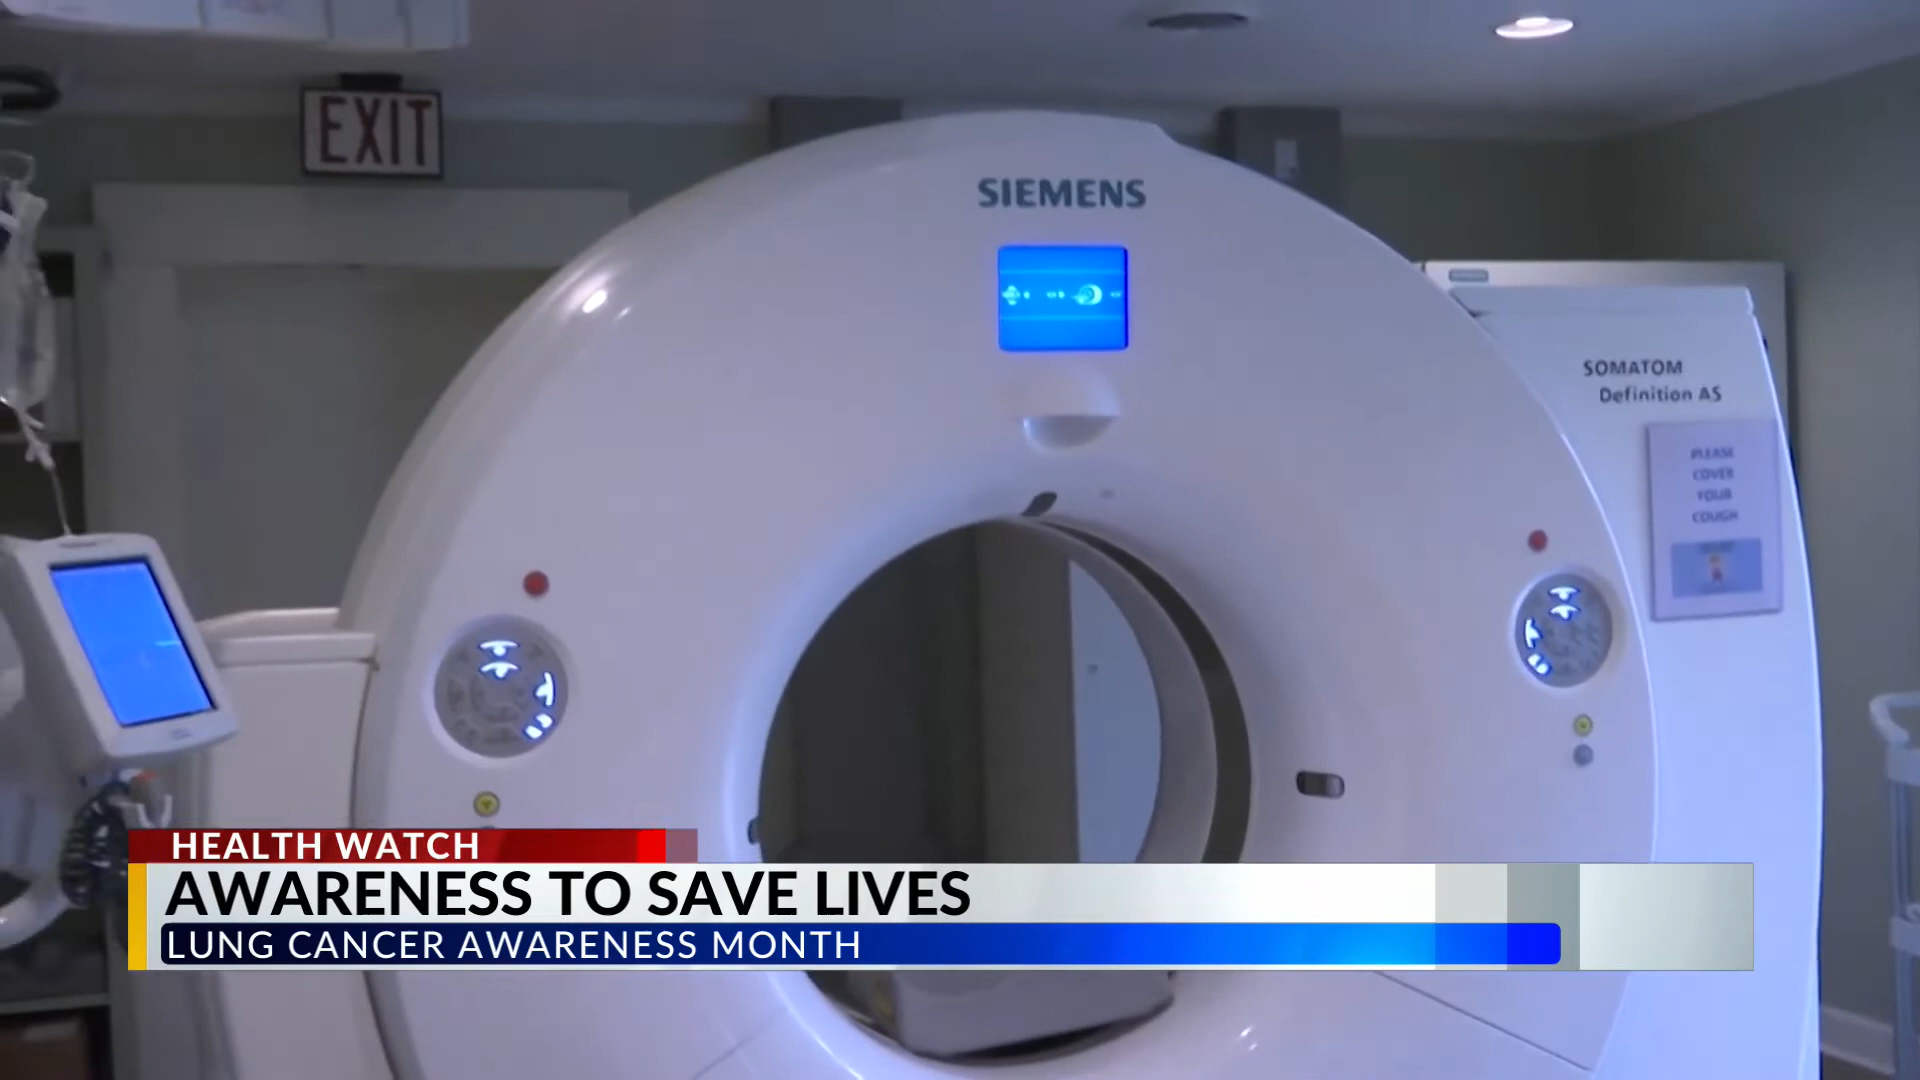 EXIT
SIEMENS
SOMATOM
Definition AS
PLEASE
COVER
YOUR
COUGH
HEALTH WATCH
AWARENESS TO SAVE LIVES
LUNG CANCER AWARENESS MONTH